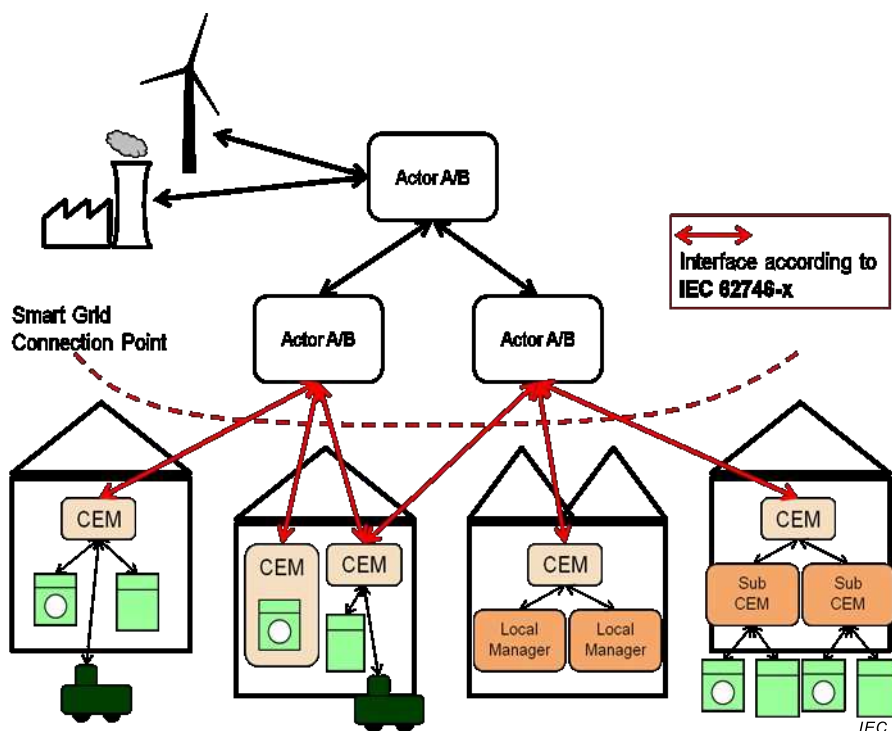 Actor A/B
Interface according to
IEC 62746-x
Smart Grid
Connection Point
Actor A/B
Actor A/B
CEM
CEM
CEM
CEM
CEM
Sub
CEM
Sub
CEM
Local
Manager
Local
Manager
IEC